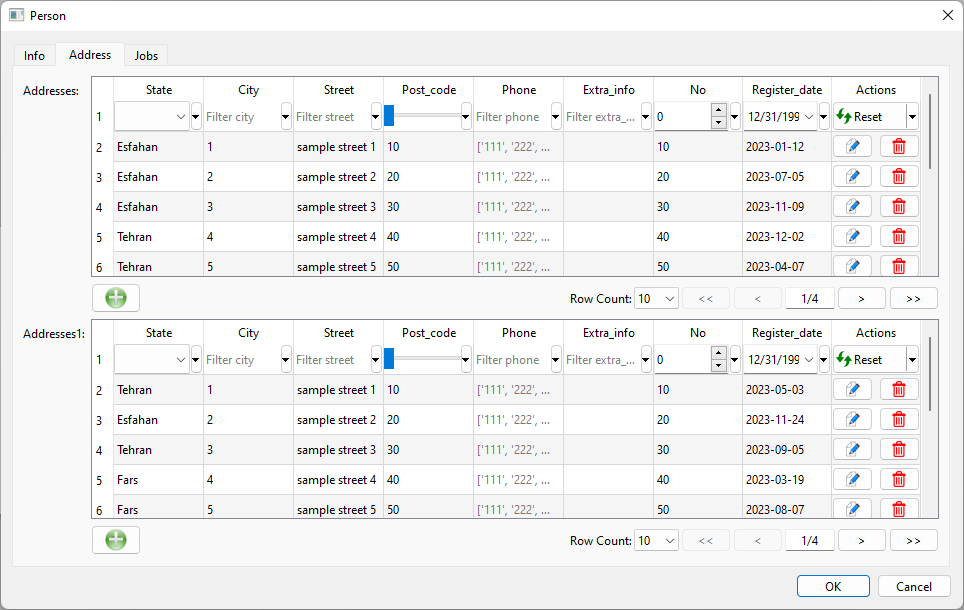 Person
Info Address Jobs
Addresses:
State City Street Post_code Phone Extra_info No Register_date Actions
1 Filter city Filter street Filter phone Filter extra_... 0 12/31/199 Reset
2 Esfahan 1 sample street 1 10 ['111', '222', ... 10 2023-01-12
3 Esfahan 2 sample street 2 20 ['111', '222', ... 20 2023-07-05
4 Esfahan 3 sample street 3 30 ['111', '222', ... 30 2023-11-09
5 Tehran 4 sample street 4 40 ['111', '222', ... 40 2023-12-02
6 Tehran 5 sample street 5 50 ['111', '222', ... 50 2023-04-07
Row Count: 10 << < 1/4 > >>
Addresses1:
State City Street Post_code Phone Extra_info No Register_date Actions
1 Filter city Filter street Filter phone Filter extra_... 0 12/31/199 Reset
2 Tehran 1 sample street 1 10 ['111', '222', ... 10 2023-05-03
3 Esfahan 2 sample street 2 20 ['111', '222', ... 20 2023-11-24
4 Tehran 3 sample street 3 30 ['111', '222', ... 30 2023-09-05
5 Fars 4 sample street 4 40 ['111', '222', ... 40 2023-03-19
6 Fars 5 sample street 5 50 ['111', '222', ... 50 2023-08-07
Row Count: 10 << < 1/4 > >>
OK Cancel